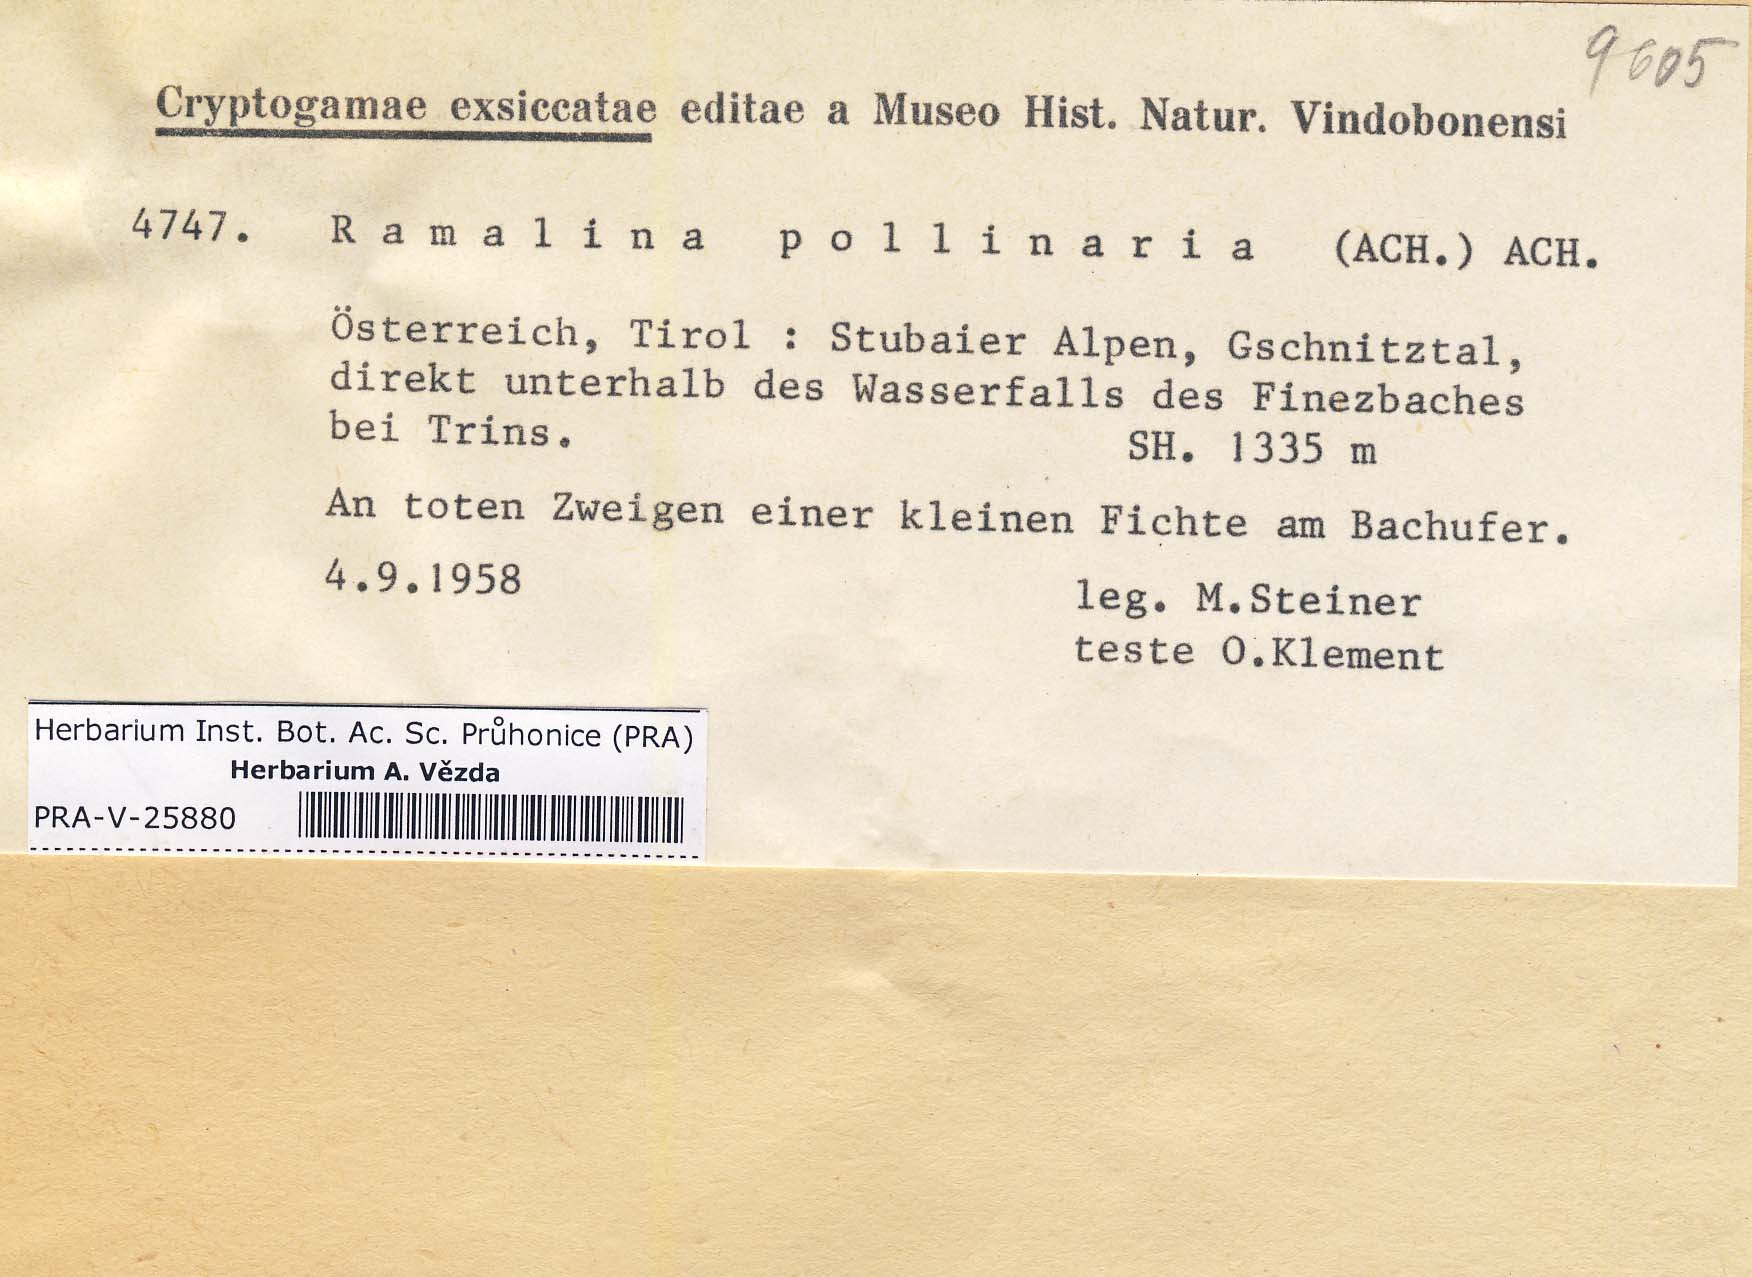 9605
Cryptogamae exsiccatae editae a Museo Hist. Natur. Vindobonensi
4747. Ramalina pollinaria (ACH.) ACH.
Österreich, Tirol : Stubaier Alpen, Gschnitztal,
direkt unterhalb des Wasserfalls des Finezbaches
bei Trins. SH. 1335 m
An toten Zweigen einer kleinen Fichte am Bachufer.
4.9.1958
leg. M.Steiner
teste O.Klement
Herbarium Inst. Bot. Ac. Sc. Průhonice (PRA)
Herbarium A. Vězda
PRA-V-25880